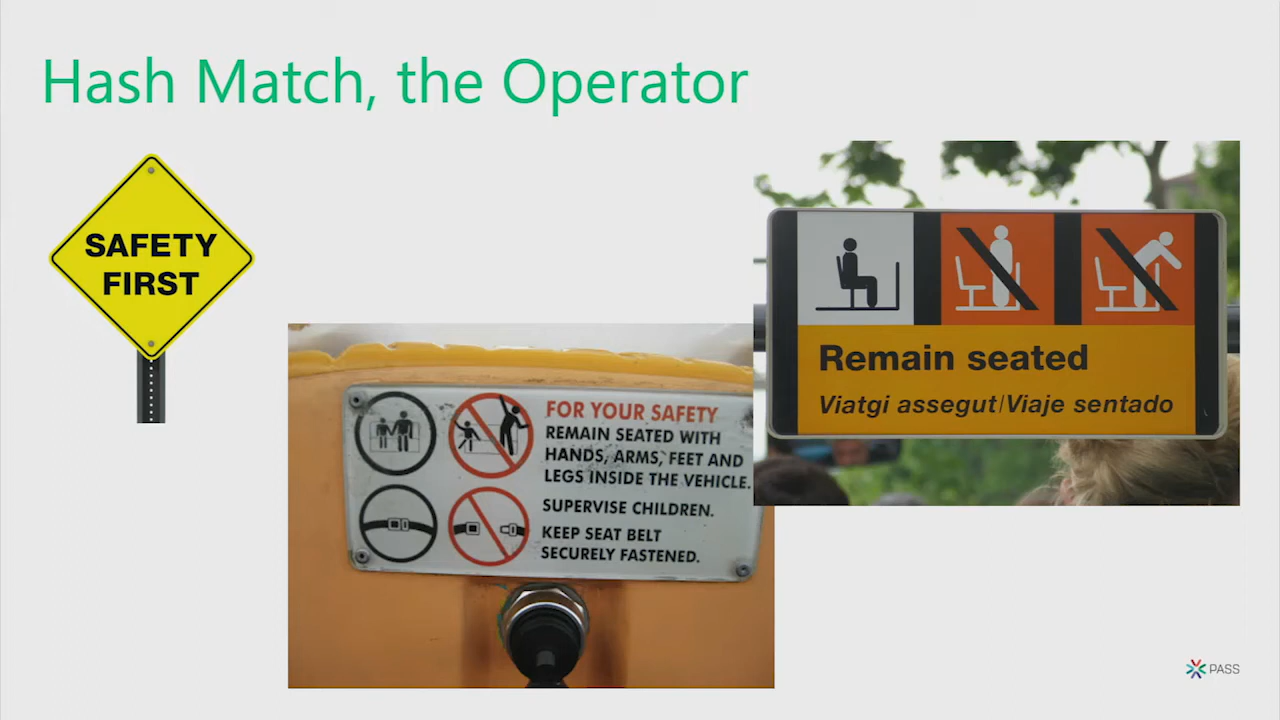 Hash Match, the Operator
SAFETY
FIRST
FOR YOUR SAFETY
REMAIN SEATED WITH
HANDS, ARMS, FEET AND
LEGS INSIDE THE VEHICLE.
SUPERVISE CHILDREN.
KEEP SEAT BELT
SECURELY FASTENED.
Remain seated
Viatgi assegut/Viaje sentado
PASS